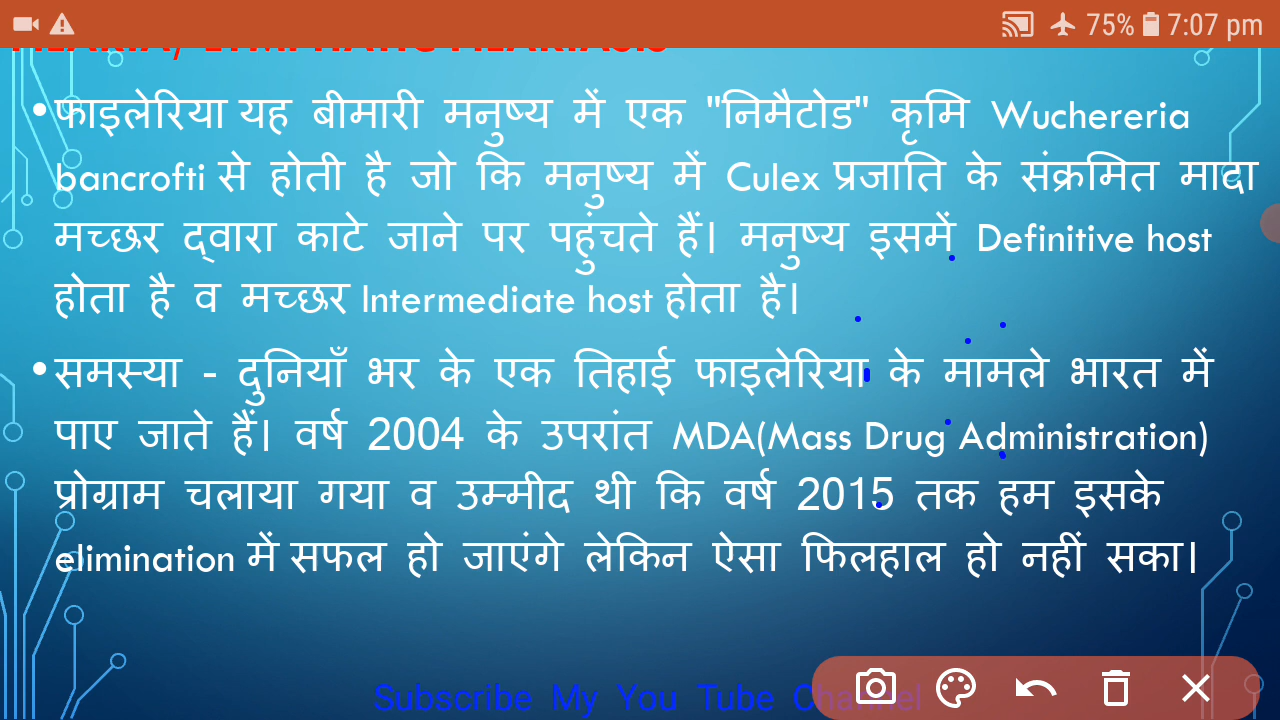 75% 7:07 pm
फाइलेरिया यह बीमारी मनुष्य में एक "निमैटोड" कृमि Wuchereria
bancrofti से होती है जो कि मनुष्य में Culex प्रजाति के संक्रमित मादा
मच्छर द्वारा काटे जाने पर पहुंचते हैं। मनुष्य इसमें Definitive host
होता है व मच्छर Intermediate host होता है।
समस्या - दुनियाँ भर के एक तिहाई फाइलेरिया के मामले भारत में
पाए जाते हैं। वर्ष 2004 के उपरांत MDA(Mass Drug Administration)
प्रोग्राम चलाया गया व उम्मीद थी कि वर्ष 2015 तक हम इसके
elimination में सफल हो जाएंगे लेकिन ऐसा फिलहाल हो नहीं सका।
Subscribe My You Tube Channel